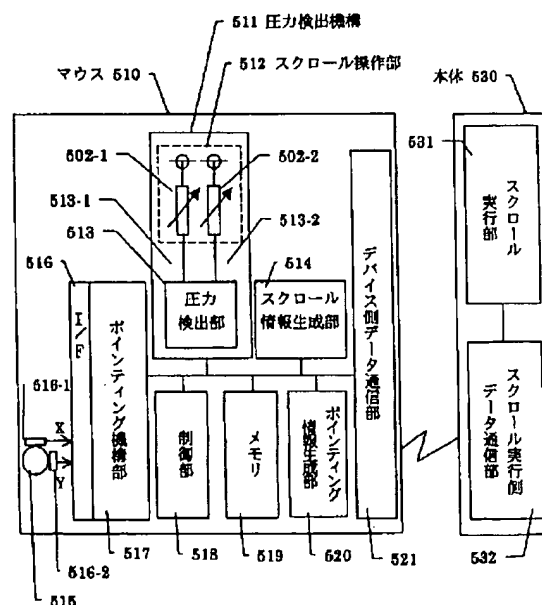 511 圧力検出機構
512 スクロール操作部
マウス 510
本体 530
502-1
502-2
531
スクロール
実行部
513-1
513-2
513
514
圧力
検出部
スクロール
情報生成部
デバイス側データ通信部
516
I/F
ポインティング機構部
516-1
X
Y
制御部
メモリ
ポインティング
情報生成部
スクロール実行側
データ通信部
517
518
519
520
521
532
516-2
515